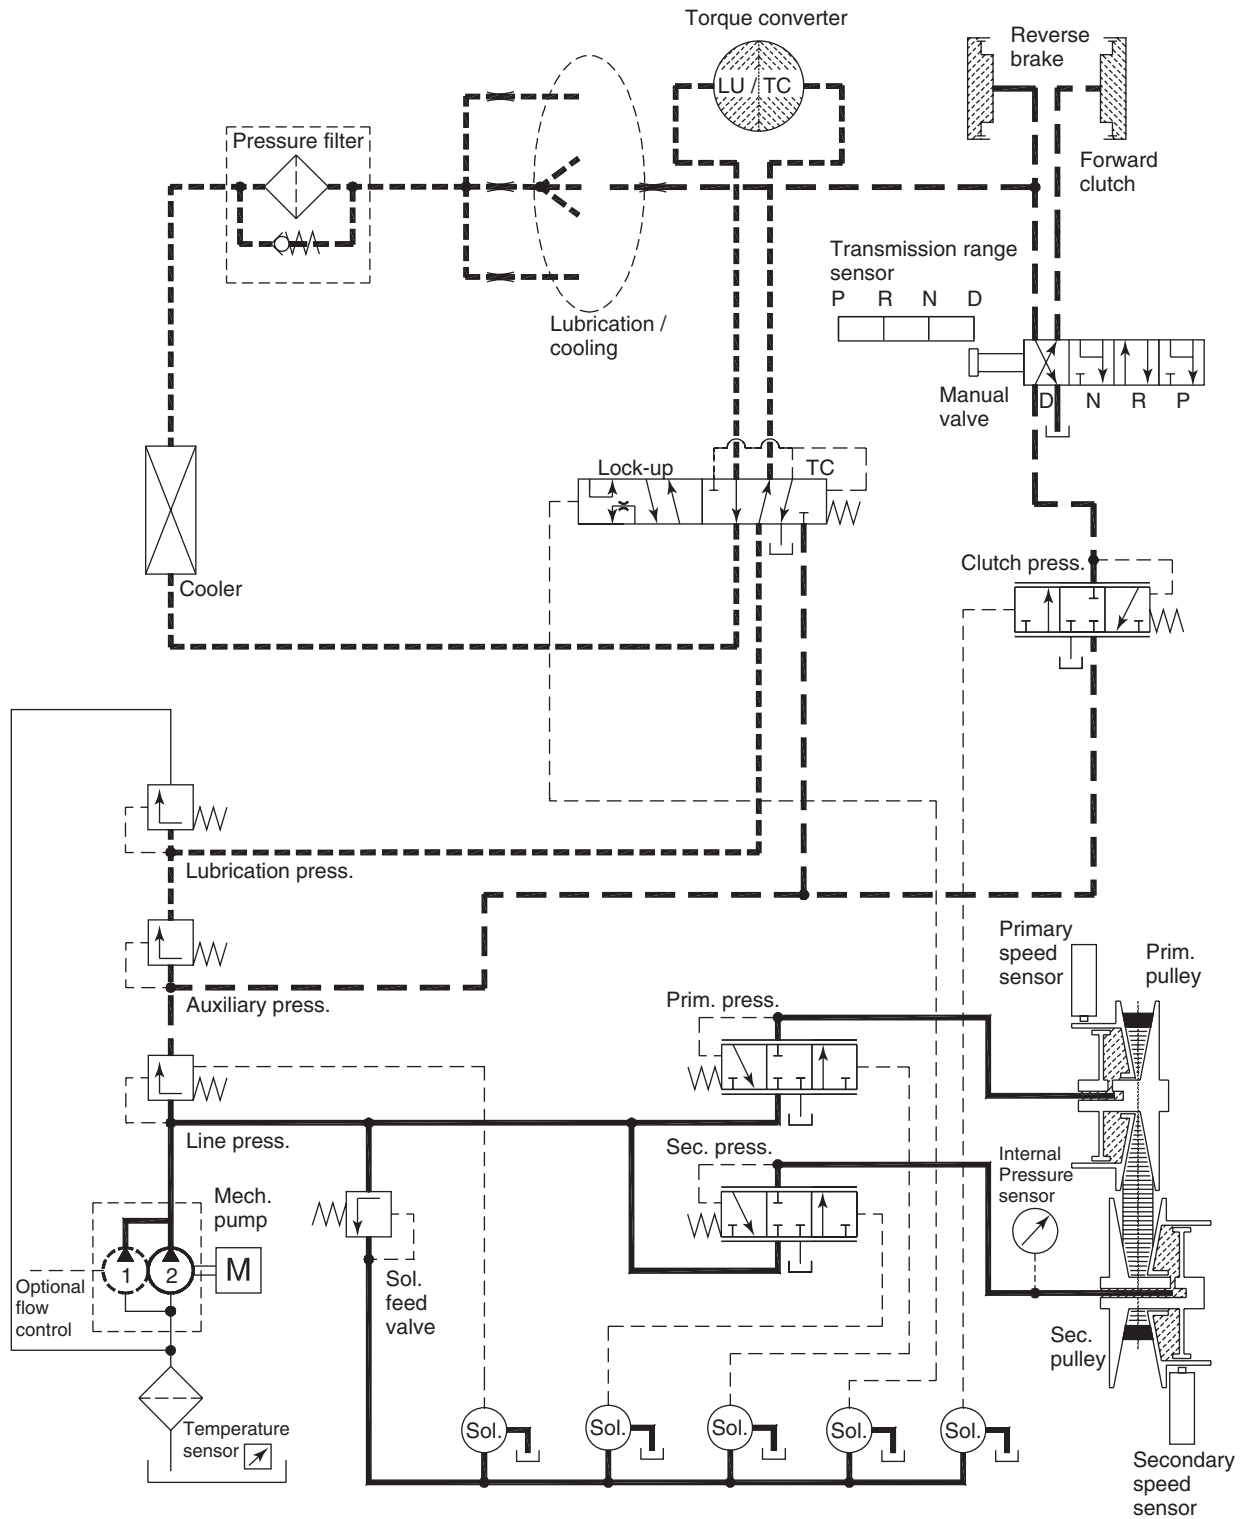 Torque converter
LU / TC
Reverse
brake
Forward
clutch
Pressure filter
Transmission range
sensor
P R N D
Lubrication /
cooling
Manual
valve
D N R P
Lock-up
TC
Cooler
Clutch press.
Lubrication press.
Auxiliary press.
Primary
speed
sensor
Prim.
pulley
Prim. press.
Line press.
Sec. press.
Internal
Pressure
sensor
Mech.
pump
1
2
M
Optional
flow
control
Sol.
feed
valve
Sec.
pulley
Temperature
sensor
Sol.
Sol.
Sol.
Sol.
Sol.
Secondary
speed
sensor